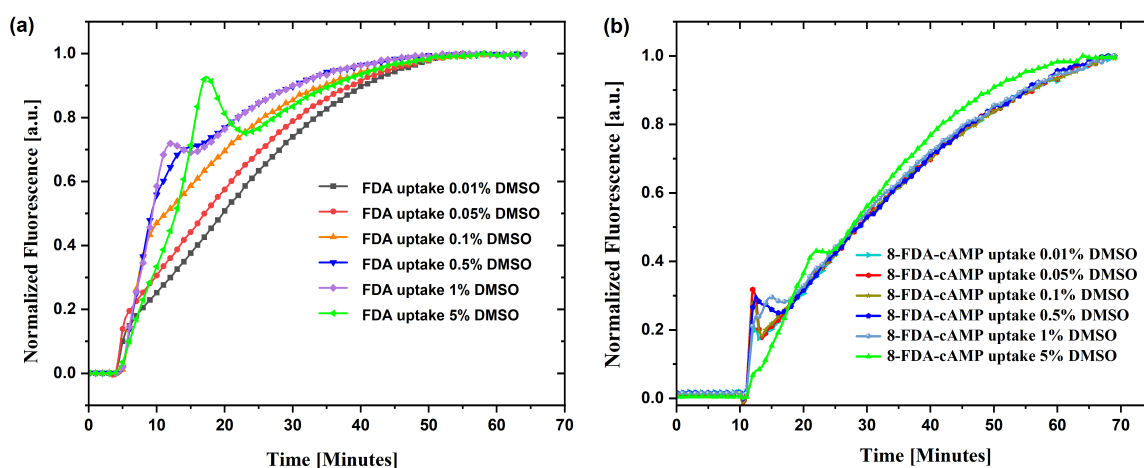 (a)
Normalized Fluorescence [a.u.]
1.0
0.8
0.6
0.4
0.2
0.0
FDA uptake 0.01% DMSO
FDA uptake 0.05% DMSO
FDA uptake 0.1% DMSO
FDA uptake 0.5% DMSO
FDA uptake 1% DMSO
FDA uptake 5% DMSO
0 10 20 30 40 50 60 70
Time [Minutes]
(b)
Normalized Fluorescence [a.u.]
1.0
0.8
0.6
0.4
0.2
0.0
8-FDA-cAMP uptake 0.01% DMSO
8-FDA-cAMP uptake 0.05% DMSO
8-FDA-cAMP uptake 0.1% DMSO
8-FDA-cAMP uptake 0.5% DMSO
8-FDA-cAMP uptake 1% DMSO
8-FDA-cAMP uptake 5% DMSO
0 10 20 30 40 50 60 70
Time [Minutes]